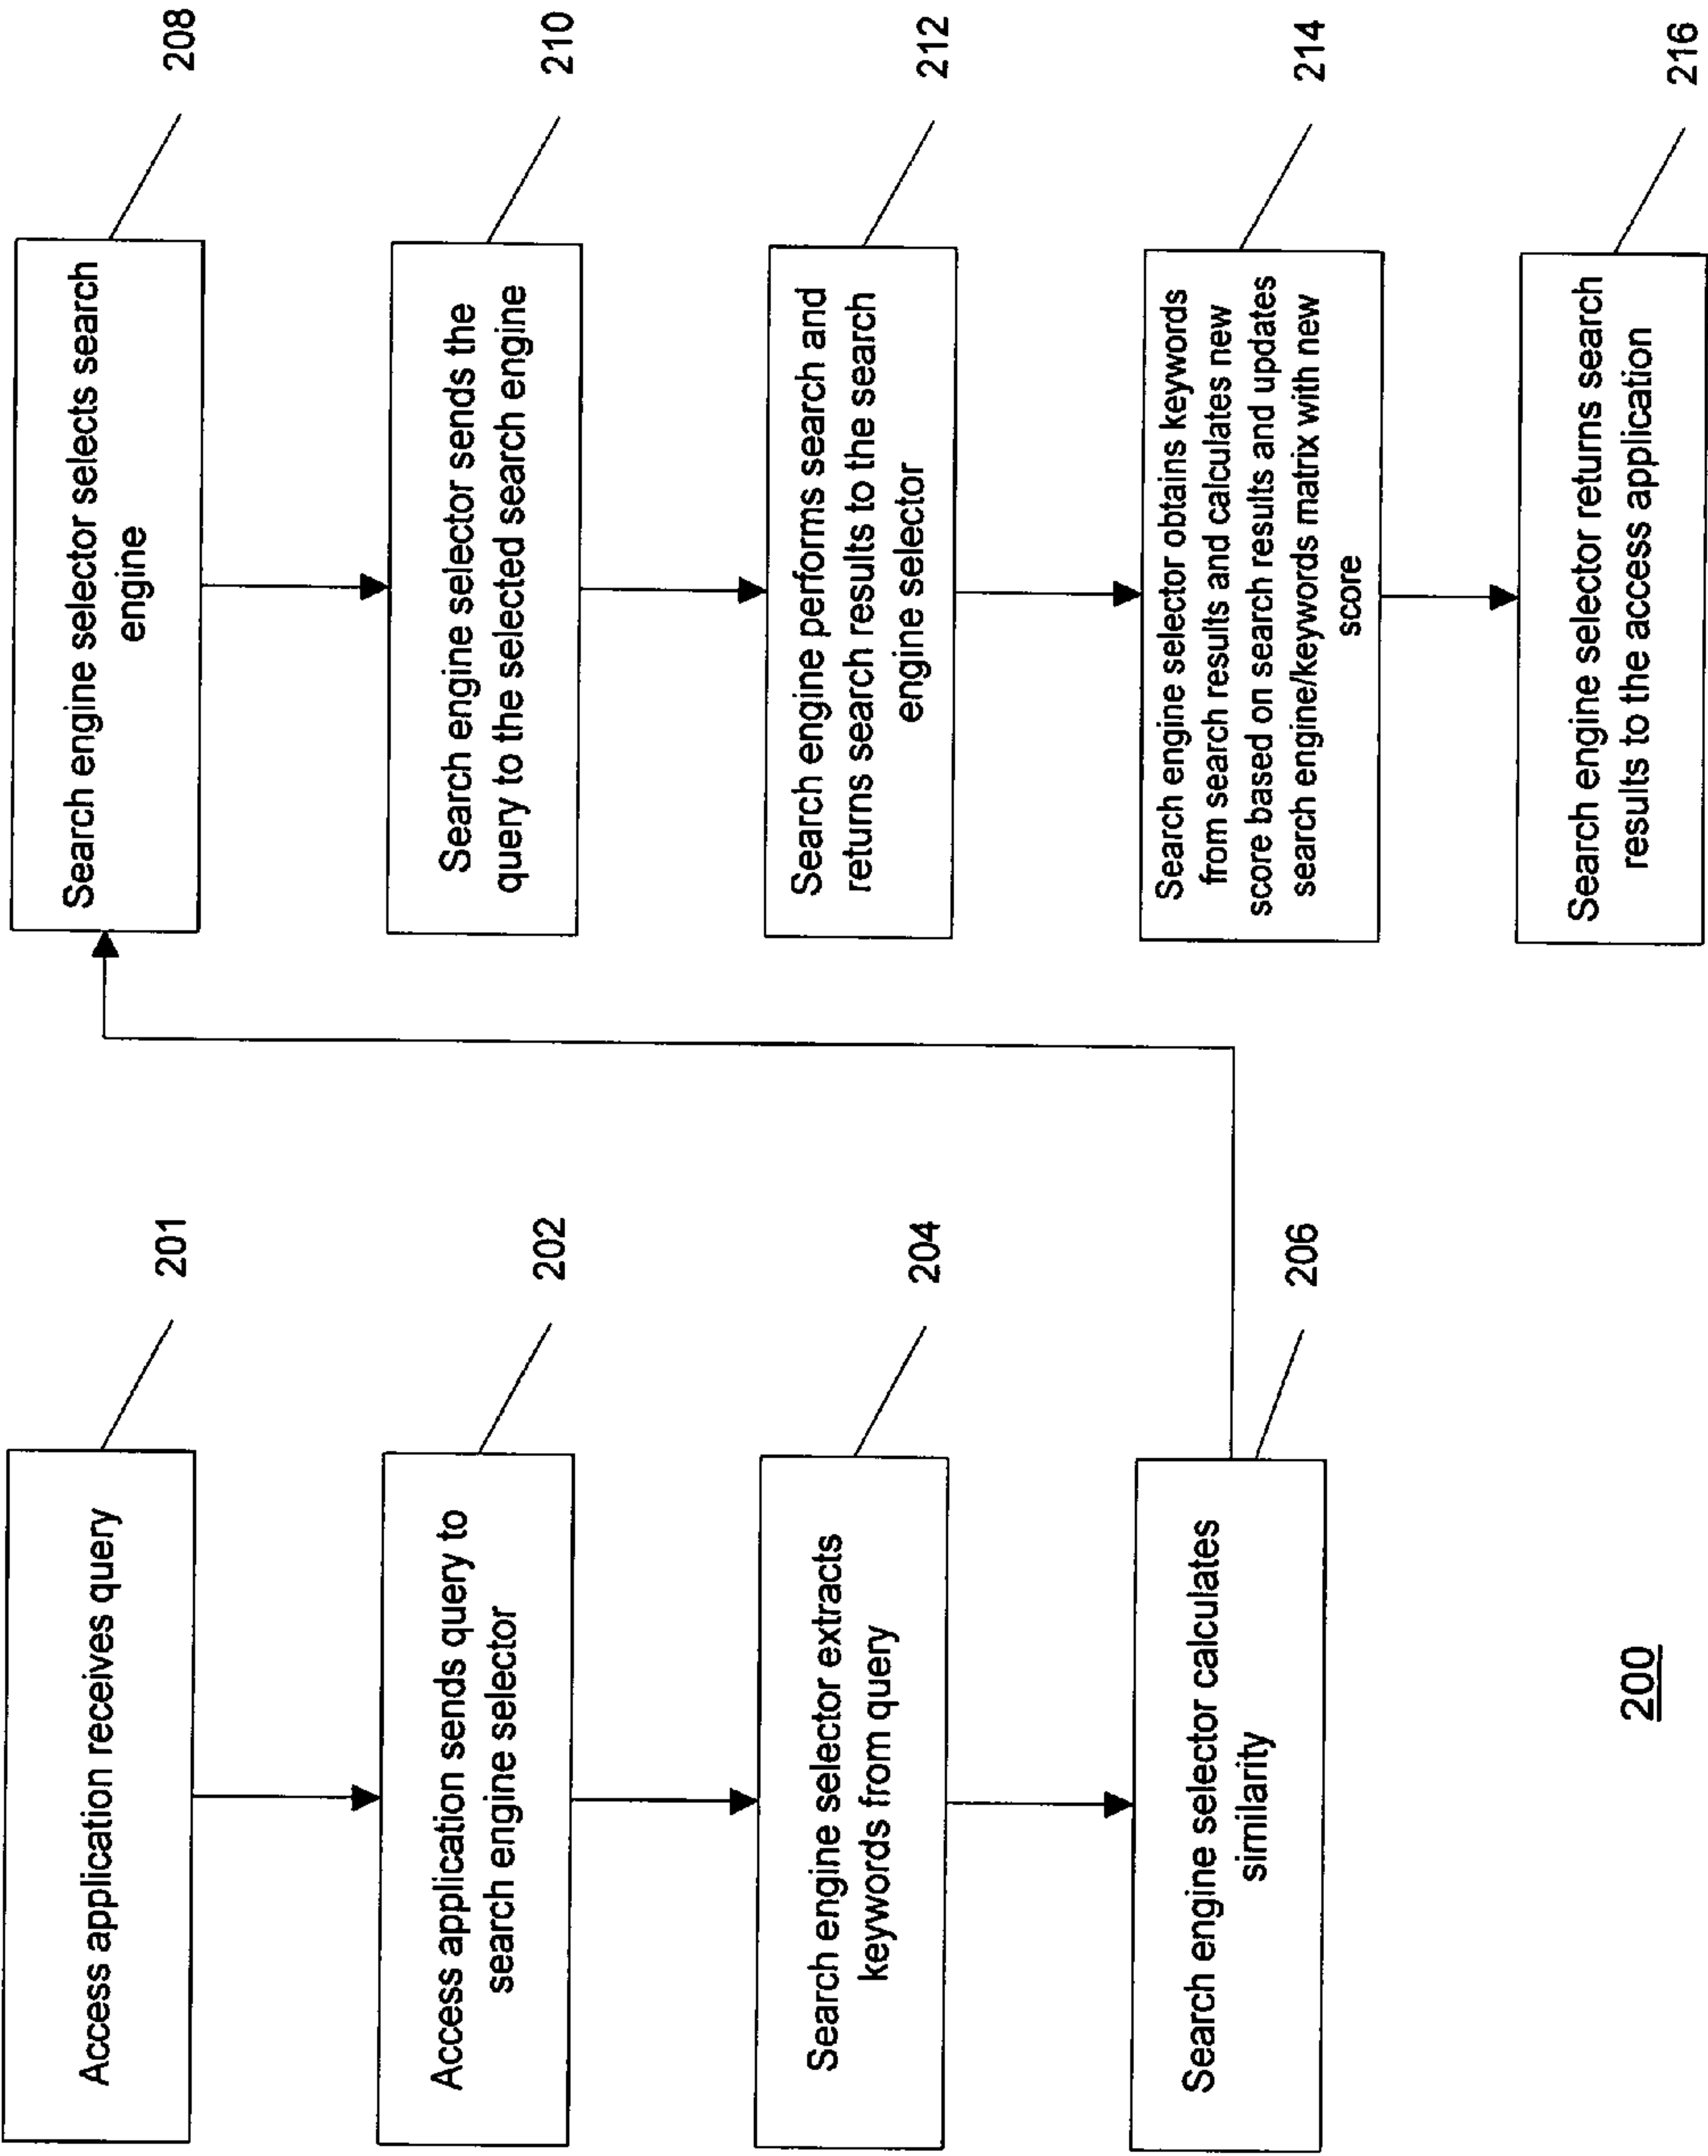 Access application receives query
201
Access application sends query to
search engine selector
202
Search engine selector extracts
keywords from query
204
Search engine selector calculates
similarity
206
Search engine selector selects search
engine
208
Search engine selector sends the
query to the selected search engine
210
Search engine performs search and
returns search results to the search
engine selector
212
Search engine selector obtains keywords
from search results and calculates new
score based on search results and updates
search engine/keywords matrix with new
score
214
Search engine selector returns search
results to the access application
216
200